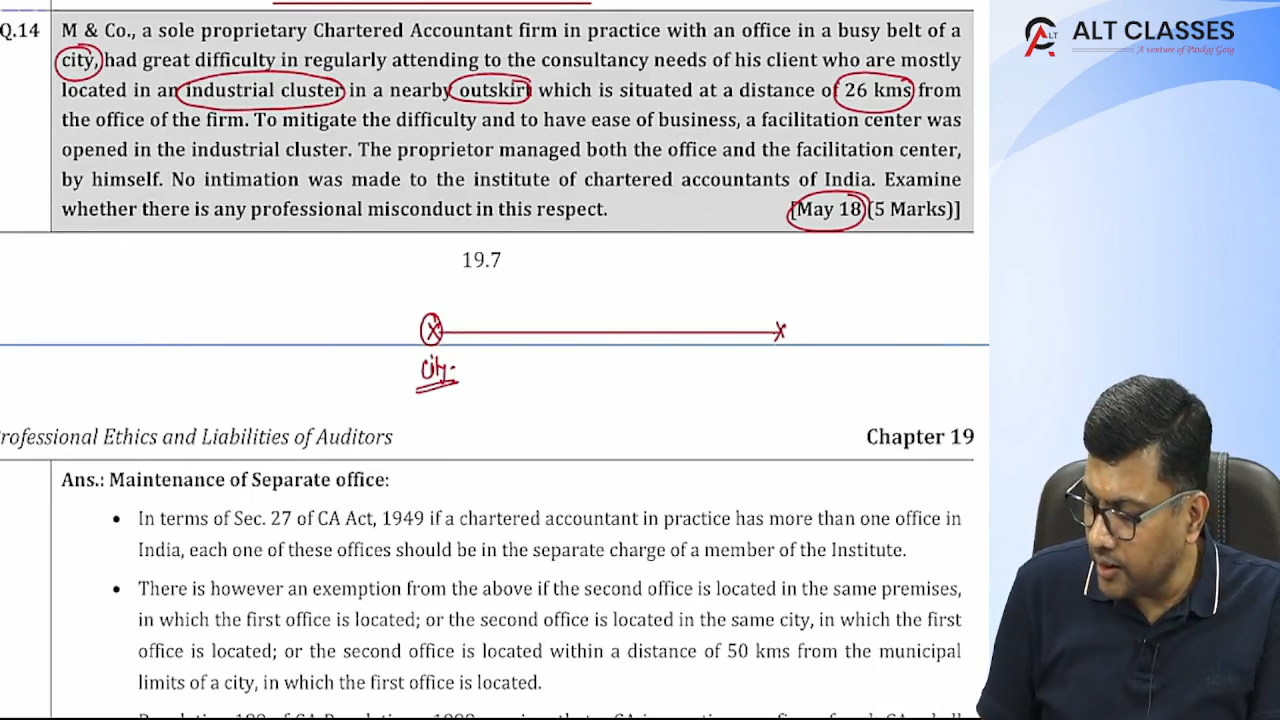 Q.14
M & Co., a sole proprietary Chartered Accountant firm in practice with an office in a busy belt of a
city, had great difficulty in regularly attending to the consultancy needs of his client who are mostly
located in an industrial cluster in a nearby outskirt which is situated at a distance of 26 kms from
the office of the firm. To mitigate the difficulty and to have ease of business, a facilitation center was
opened in the industrial cluster. The proprietor managed both the office and the facilitation center,
by himself. No intimation was made to the institute of chartered accountants of India. Examine
whether there is any professional misconduct in this respect. [May 18 (5 Marks)]
19.7
City
rofessional Ethics and Liabilities of Auditors Chapter 19
Ans.: Maintenance of Separate office:
• In terms of Sec. 27 of CA Act, 1949 if a chartered accountant in practice has more than one office in
India, each one of these offices should be in the separate charge of a member of the Institute.
• There is however an exemption from the above if the second office is located in the same premises,
in which the first office is located; or the second office is located in the same city, in which the first
office is located; or the second office is located within a distance of 50 kms from the municipal
limits of a city, in which the first office is located.
ALT
ALT CLASSES
A venture of Pankaj Garg